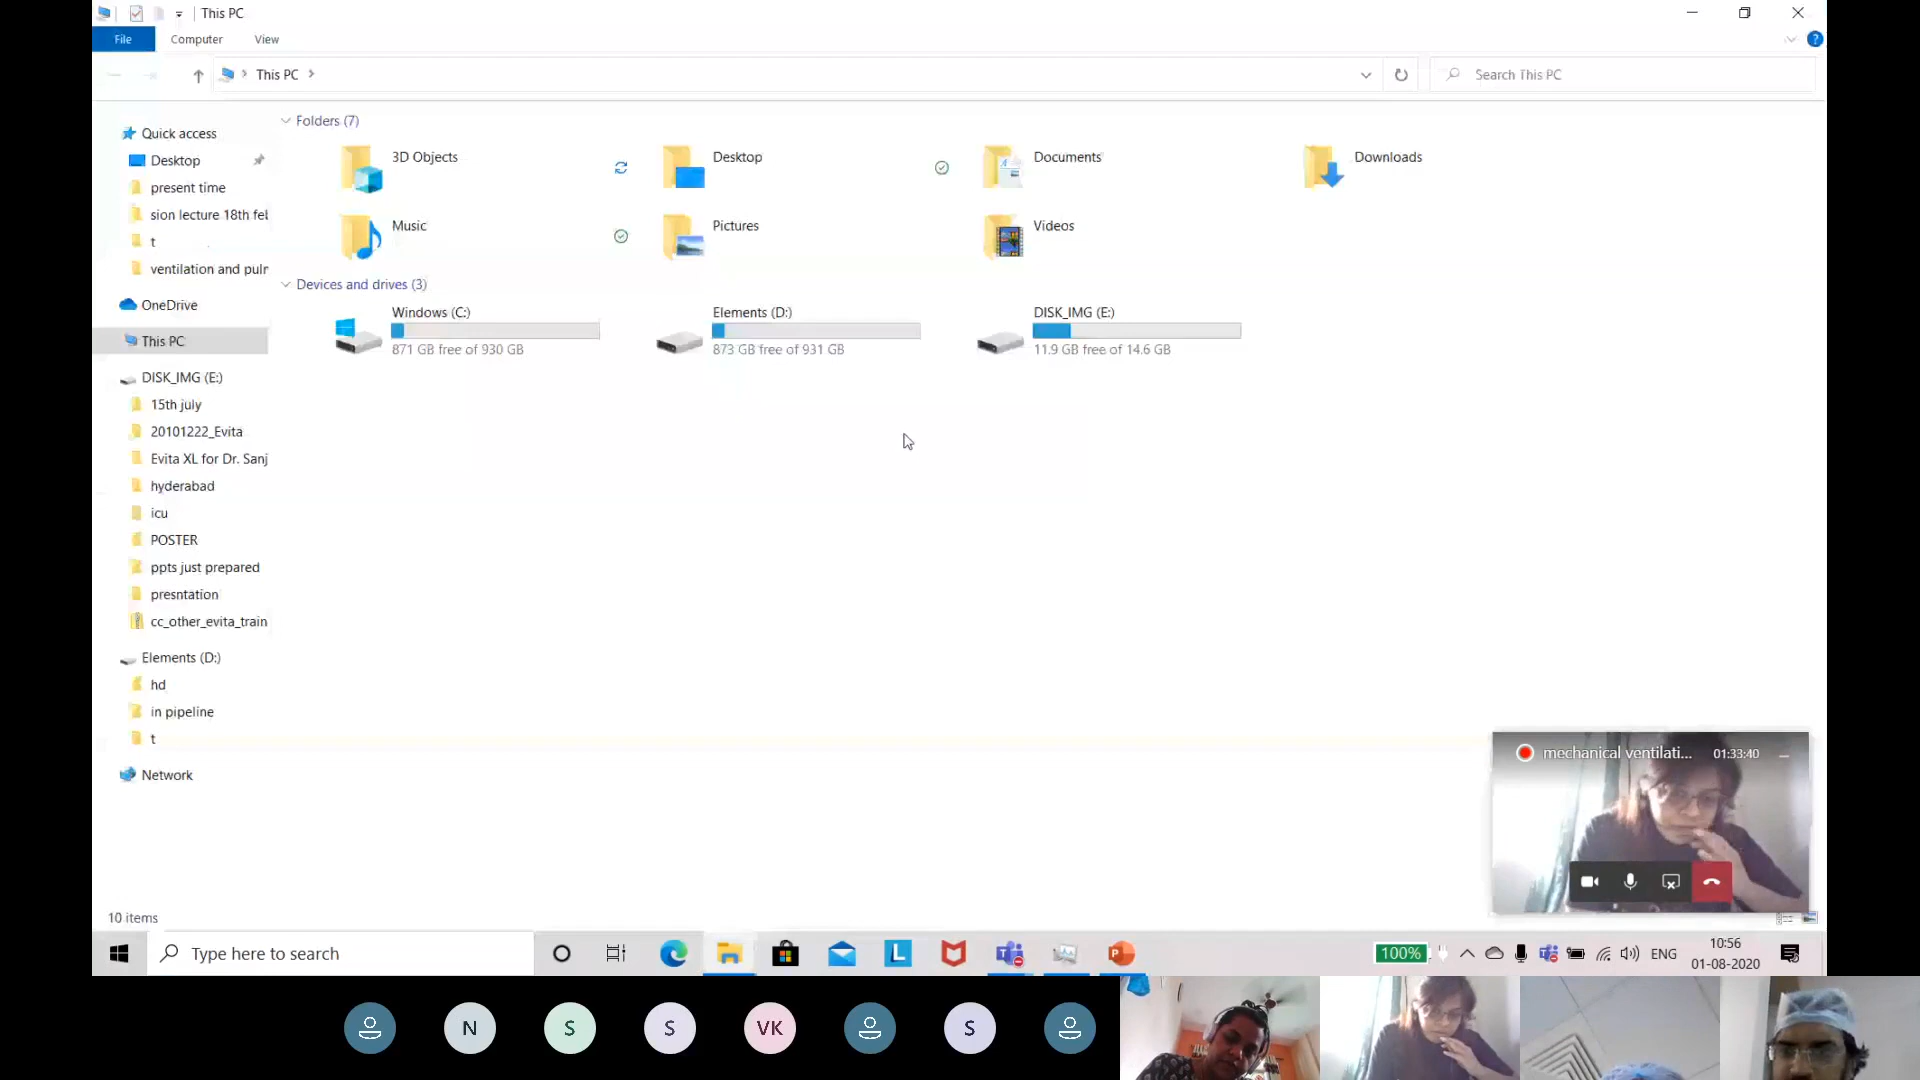 This PC
File Computer View
This PC
Search This PC
Quick access
Desktop
present time
sion lecture 18th feb
t
ventilation and puln
OneDrive
This PC
DISK_IMG (E:)
15th july
20101222_Evita
Evita XL for Dr. Sanj
hyderabad
icu
POSTER
ppts just prepared
presntation
cc_other_evita_train
Elements (D:)
hd
in pipeline
t
Network
Folders (7)
3D Objects
Desktop
Documents
Downloads
Music
Pictures
Videos
Devices and drives (3)
Windows (C:)
871 GB free of 930 GB
Elements (D:)
873 GB free of 931 GB
DISK_IMG (E:)
11.9 GB free of 14.6 GB
mechanical ventilati... 01:33:40
10 items
Type here to search
100%
ENG
10:56
01-08-2020
N
S
S
VK
S